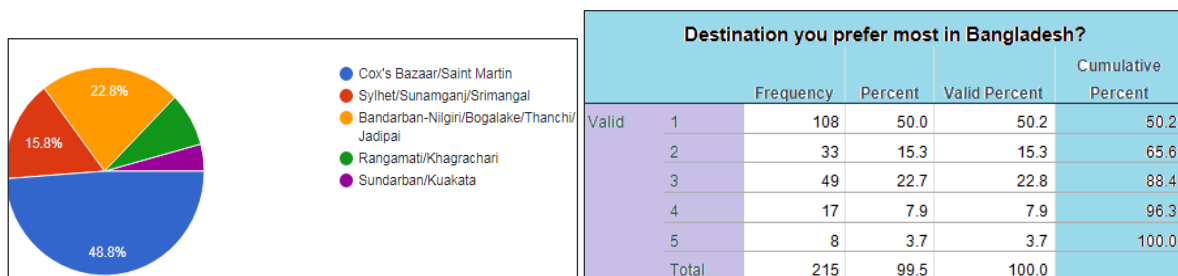 22.8%
15.8%
48.8%
Cox's Bazaar/Saint Martin
Sylhet/Sunamganj/Srimangal
Bandarban-Nilgiri/Bogalake/Thanchi/
Jadipai
Rangamati/Khagrachari
Sundarban/Kuakata
Destination you prefer most in Bangladesh?
Frequency Percent Valid Percent Cumulative
Percent
Valid 1 108 50.0 50.2 50.2
2 33 15.3 15.3 65.6
3 49 22.7 22.8 88.4
4 17 7.9 7.9 96.3
5 8 3.7 3.7 100.0
Total 215 99.5 100.0